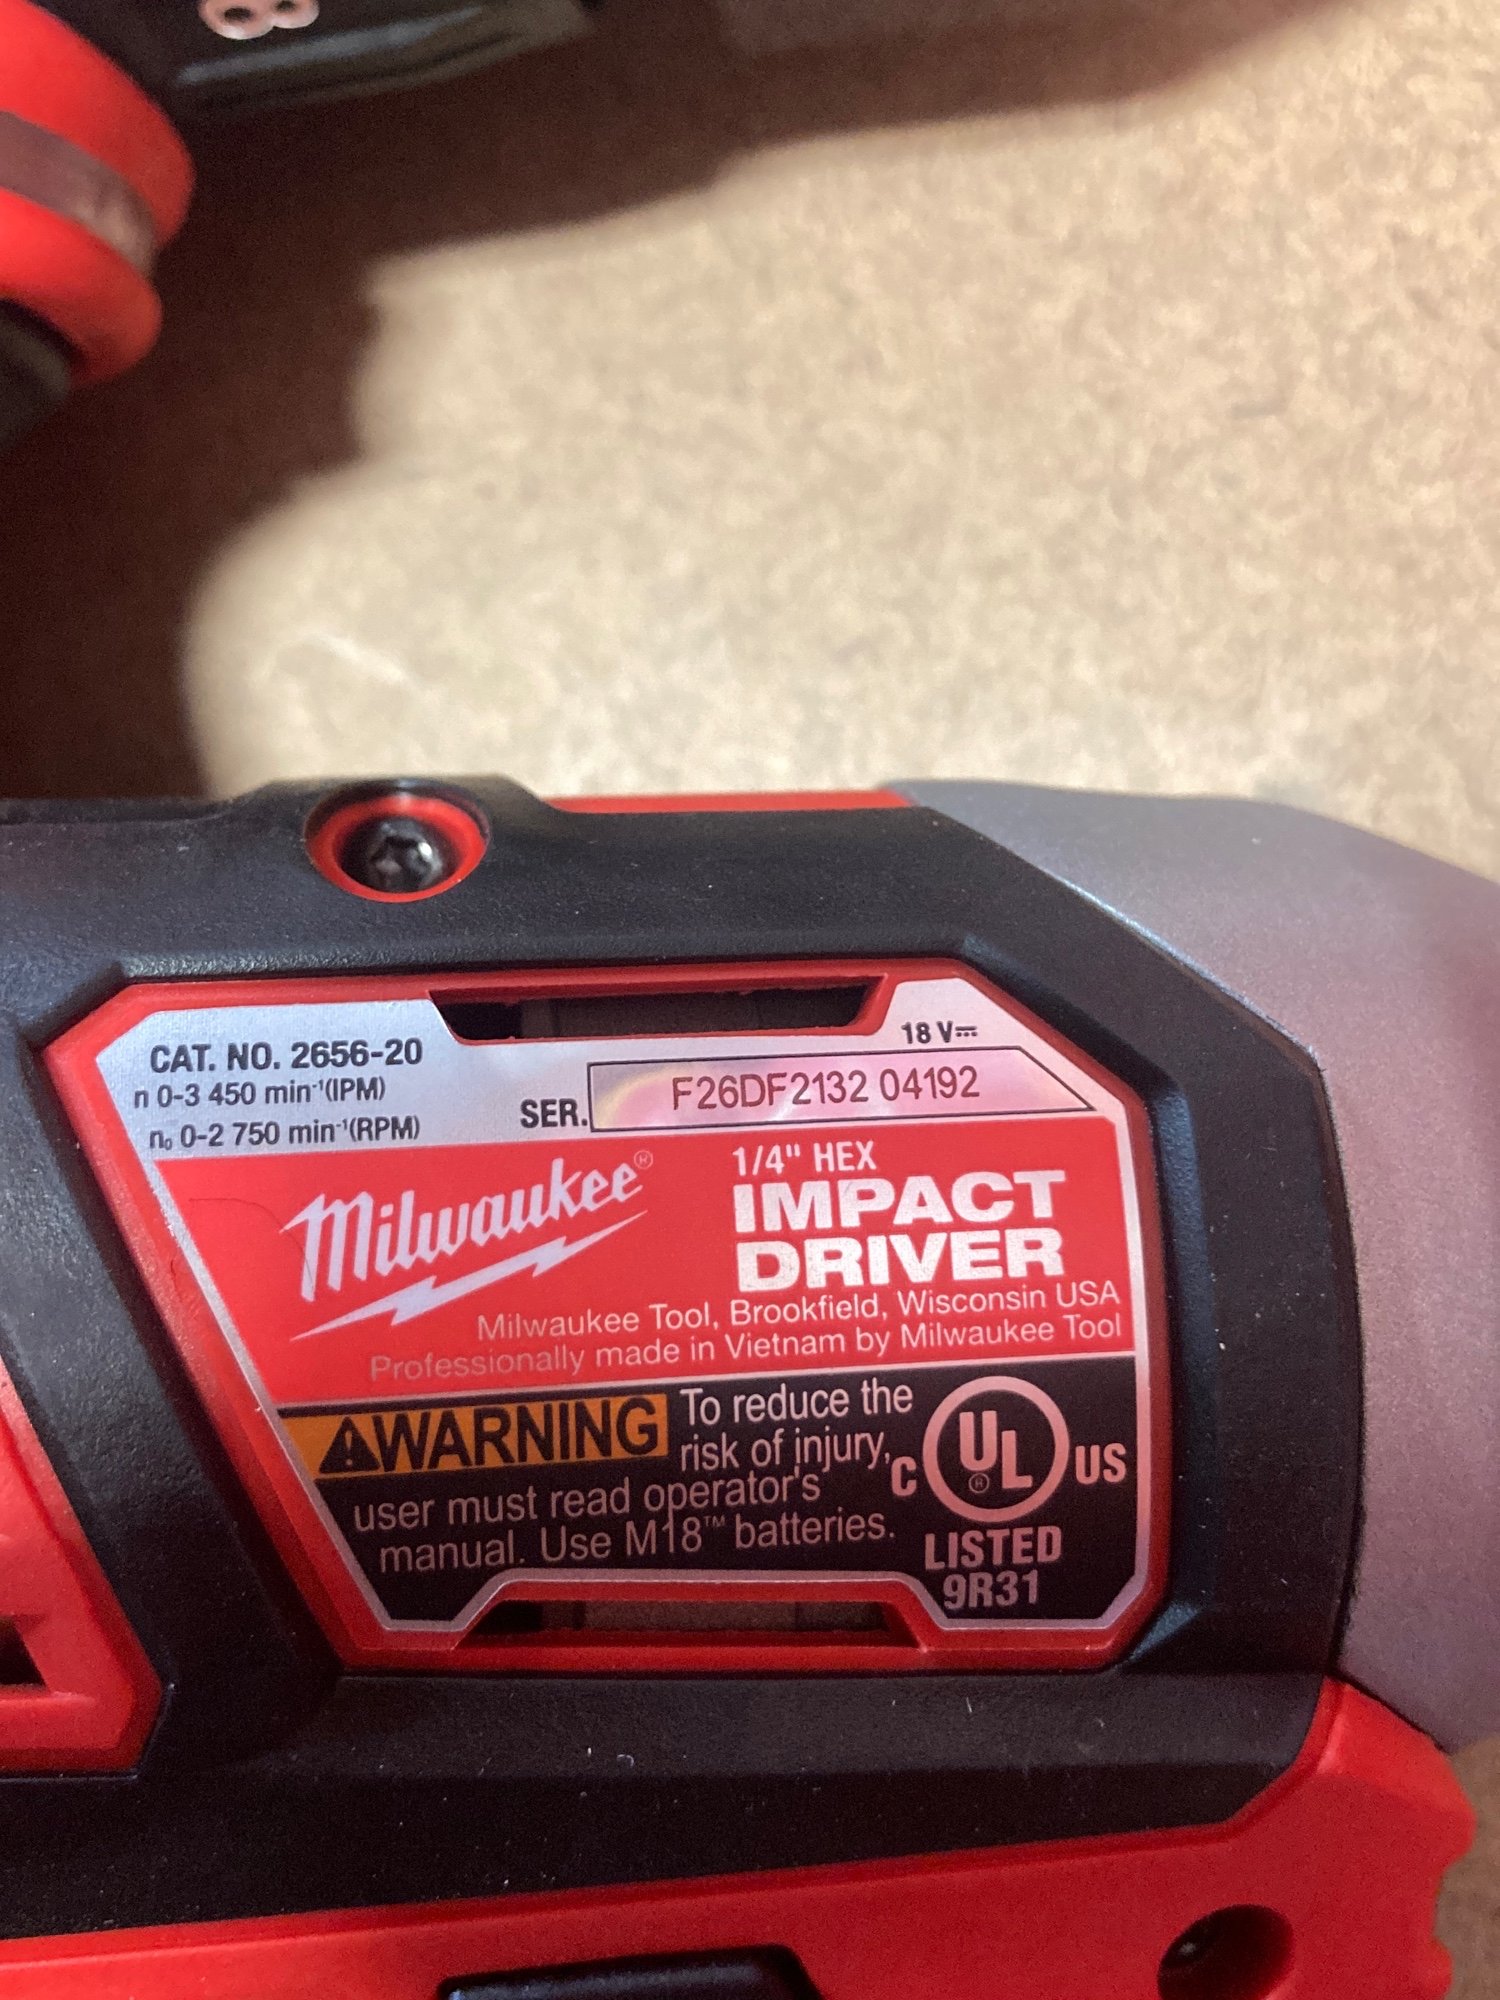 CAT. NO. 2656-20
n 0-3 450 min⁻¹(IPM)
n₀ 0-2 750 min⁻¹(RPM)
18 V⎓
SER. F26DF2132 04192
Milwaukee®
1/4" HEX
IMPACT
DRIVER
Milwaukee Tool, Brookfield, Wisconsin USA
Professionally made in Vietnam by Milwaukee Tool
⚠WARNING To reduce the
risk of injury,
user must read operator's
manual. Use M18™ batteries.
C UL® US
LISTED
9R31